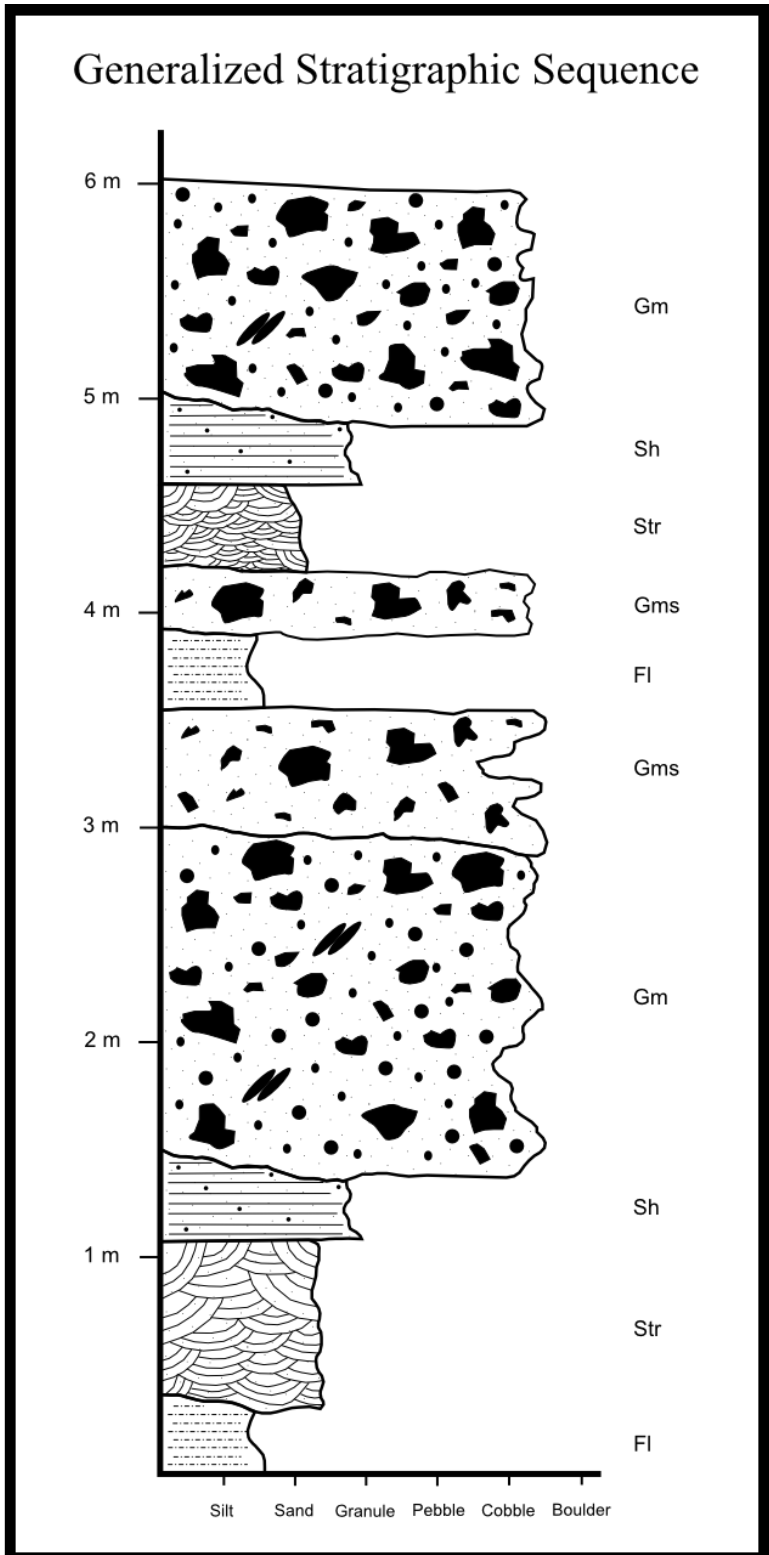 Generalized Stratigraphic Sequence
6 m
Gm
5 m
Sh
Str
4 m
Gms
Fl
Gms
3 m
Gm
2 m
Sh
1 m
Str
Fl
Silt Sand Granule Pebble Cobble Boulder